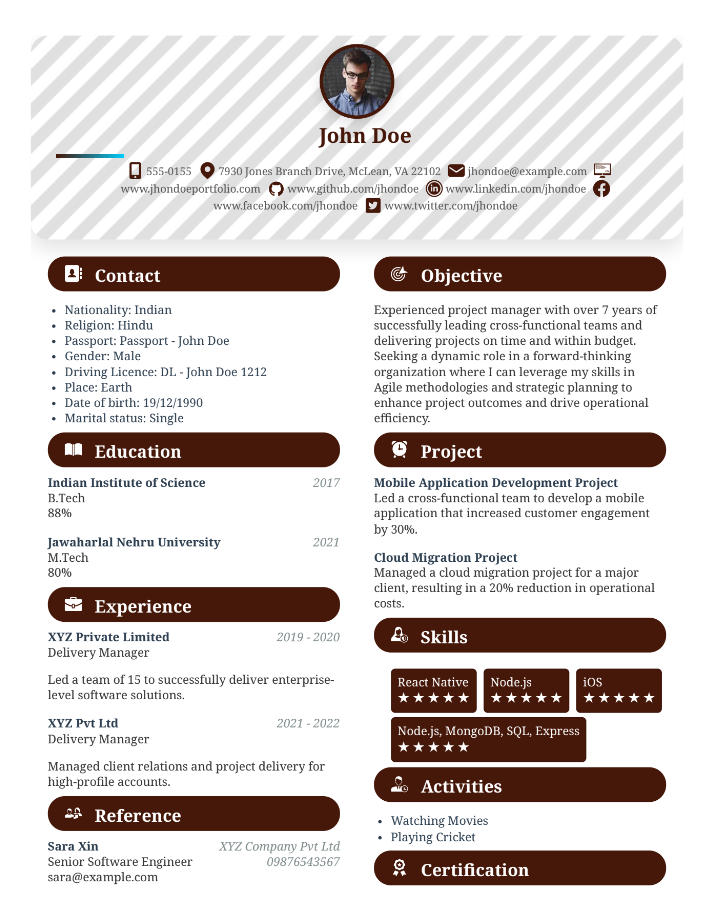 John Doe
555-0155 7930 Jones Branch Drive, McLean, VA 22102 jhondoe@example.com
www.jhondoeportfolio.com www.github.com/jhondoe www.linkedin.com/jhondoe
www.facebook.com/jhondoe www.twitter.com/jhondoe
Contact
Nationality: Indian
Religion: Hindu
Passport: Passport - John Doe
Gender: Male
Driving Licence: DL - John Doe 1212
Place: Earth
Date of birth: 19/12/1990
Marital status: Single
Education
Indian Institute of Science 2017
B.Tech
88%
Jawaharlal Nehru University 2021
M.Tech
80%
Experience
XYZ Private Limited 2019 - 2020
Delivery Manager
Led a team of 15 to successfully deliver enterprise-
level software solutions.
XYZ Pvt Ltd 2021 - 2022
Delivery Manager
Managed client relations and project delivery for
high-profile accounts.
Reference
Sara Xin XYZ Company Pvt Ltd
Senior Software Engineer 09876543567
sara@example.com
Objective
Experienced project manager with over 7 years of
successfully leading cross-functional teams and
delivering projects on time and within budget.
Seeking a dynamic role in a forward-thinking
organization where I can leverage my skills in
Agile methodologies and strategic planning to
enhance project outcomes and drive operational
efficiency.
Project
Mobile Application Development Project
Led a cross-functional team to develop a mobile
application that increased customer engagement
by 30%.
Cloud Migration Project
Managed a cloud migration project for a major
client, resulting in a 20% reduction in operational
costs.
Skills
React Native Node.js iOS
★★★★★ ★★★★★ ★★★★★
Node.js, MongoDB, SQL, Express
★★★★★
Activities
Watching Movies
Playing Cricket
Certification